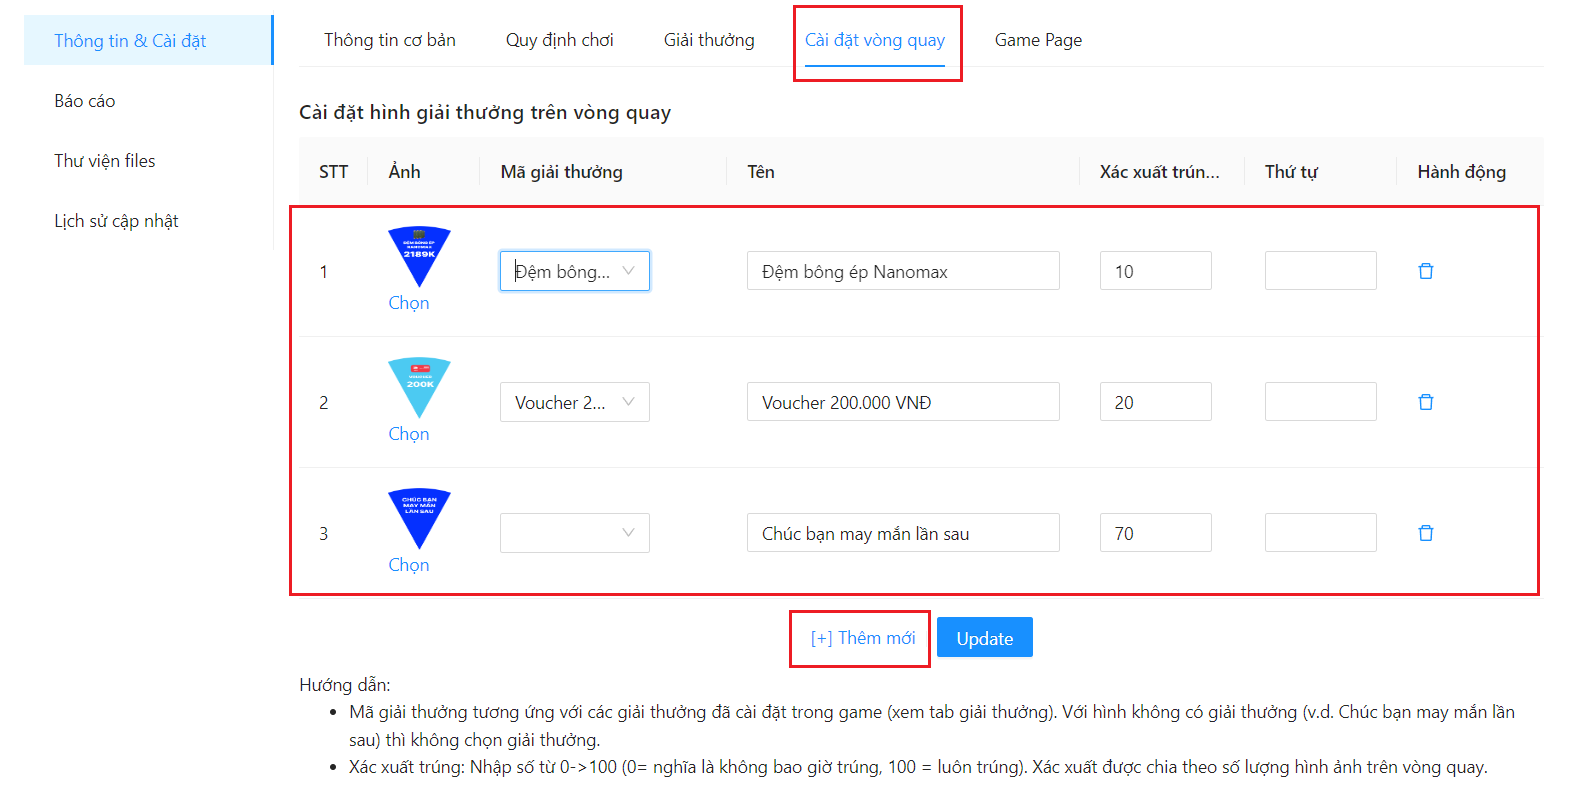 Thông tin & Cài đặt
Báo cáo
Thư viện files
Lịch sử cập nhật
Thông tin cơ bản Quy định chơi Giải thưởng Cài đặt vòng quay Game Page
Cài đặt hình giải thưởng trên vòng quay
STT Ảnh Mã giải thưởng Tên Xác xuất trún... Thứ tự Hành động
ĐỆM BÔNG ÉP
NANOMAX
2189K
1 Đệm bông... Đệm bông ép Nanomax 10
Chọn
VOUCHER
200K
2 Voucher 2... Voucher 200.000 VNĐ 20
Chọn
CHÚC BẠN
MAY MẮN
LẦN SAU
3 Chúc bạn may mắn lần sau 70
Chọn
[+] Thêm mới Update
Hướng dẫn:
• Mã giải thưởng tương ứng với các giải thưởng đã cài đặt trong game (xem tab giải thưởng). Với hình không có giải thưởng (v.d. Chúc bạn may mắn lần
sau) thì không chọn giải thưởng.
• Xác xuất trúng: Nhập số từ 0->100 (0= nghĩa là không bao giờ trúng, 100 = luôn trúng). Xác xuất được chia theo số lượng hình ảnh trên vòng quay.